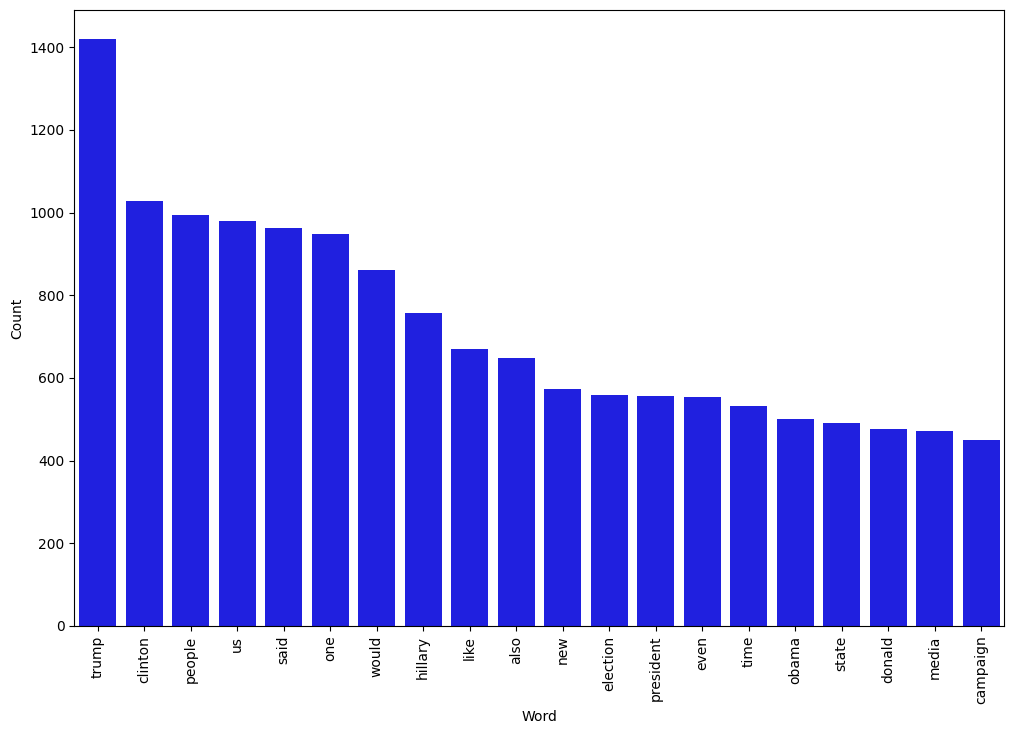 1400
1200
1000
800
600
400
200
0
Count
trump
clinton
people
us
said
one
would
hillary
like
also
new
election
president
even
time
obama
state
donald
media
campaign
Word